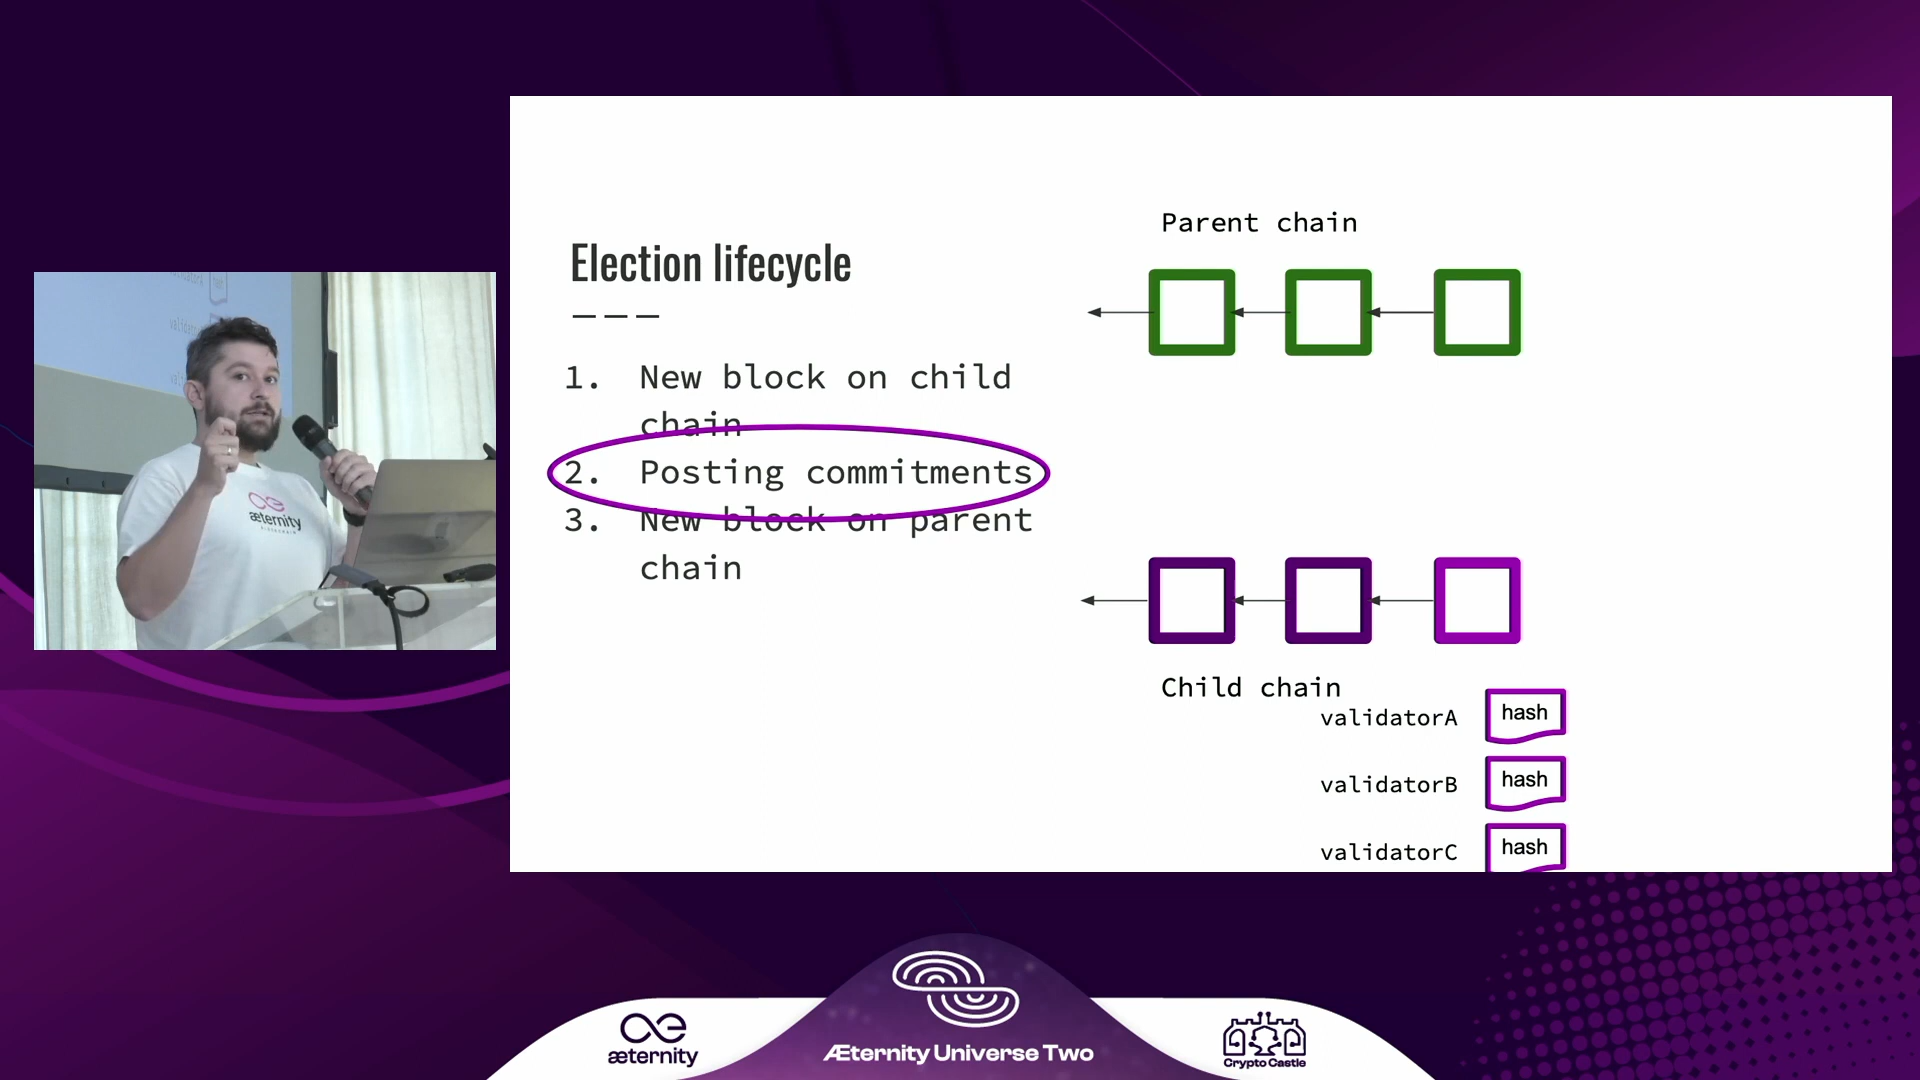 Parent chain
Election lifecycle
1. New block on child
chain
2. Posting commitments
3. New block on parent
chain
Child chain
validatorA hash
validatorB hash
validatorC hash
æternity
æternity
Æternity Universe Two
Crypto Castle